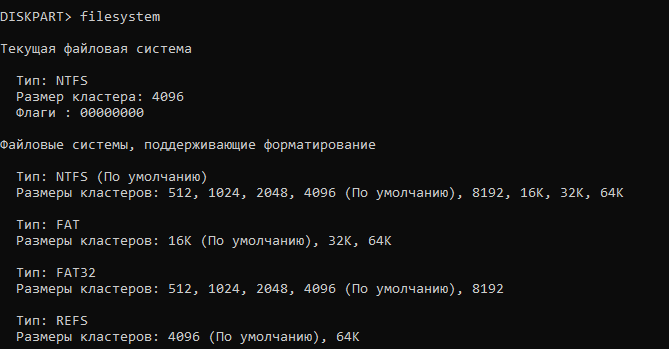 DISKPART> filesystem
Текущая файловая система
Тип: NTFS
Размер кластера: 4096
Флаги : 00000000
Файловые системы, поддерживающие форматирование
Тип: NTFS (По умолчанию)
Размеры кластеров: 512, 1024, 2048, 4096 (По умолчанию), 8192, 16K, 32K, 64K
Тип: FAT
Размеры кластеров: 16K (По умолчанию), 32K, 64K
Тип: FAT32
Размеры кластеров: 512, 1024, 2048, 4096 (По умолчанию), 8192
Тип: REFS
Размеры кластеров: 4096 (По умолчанию), 64K